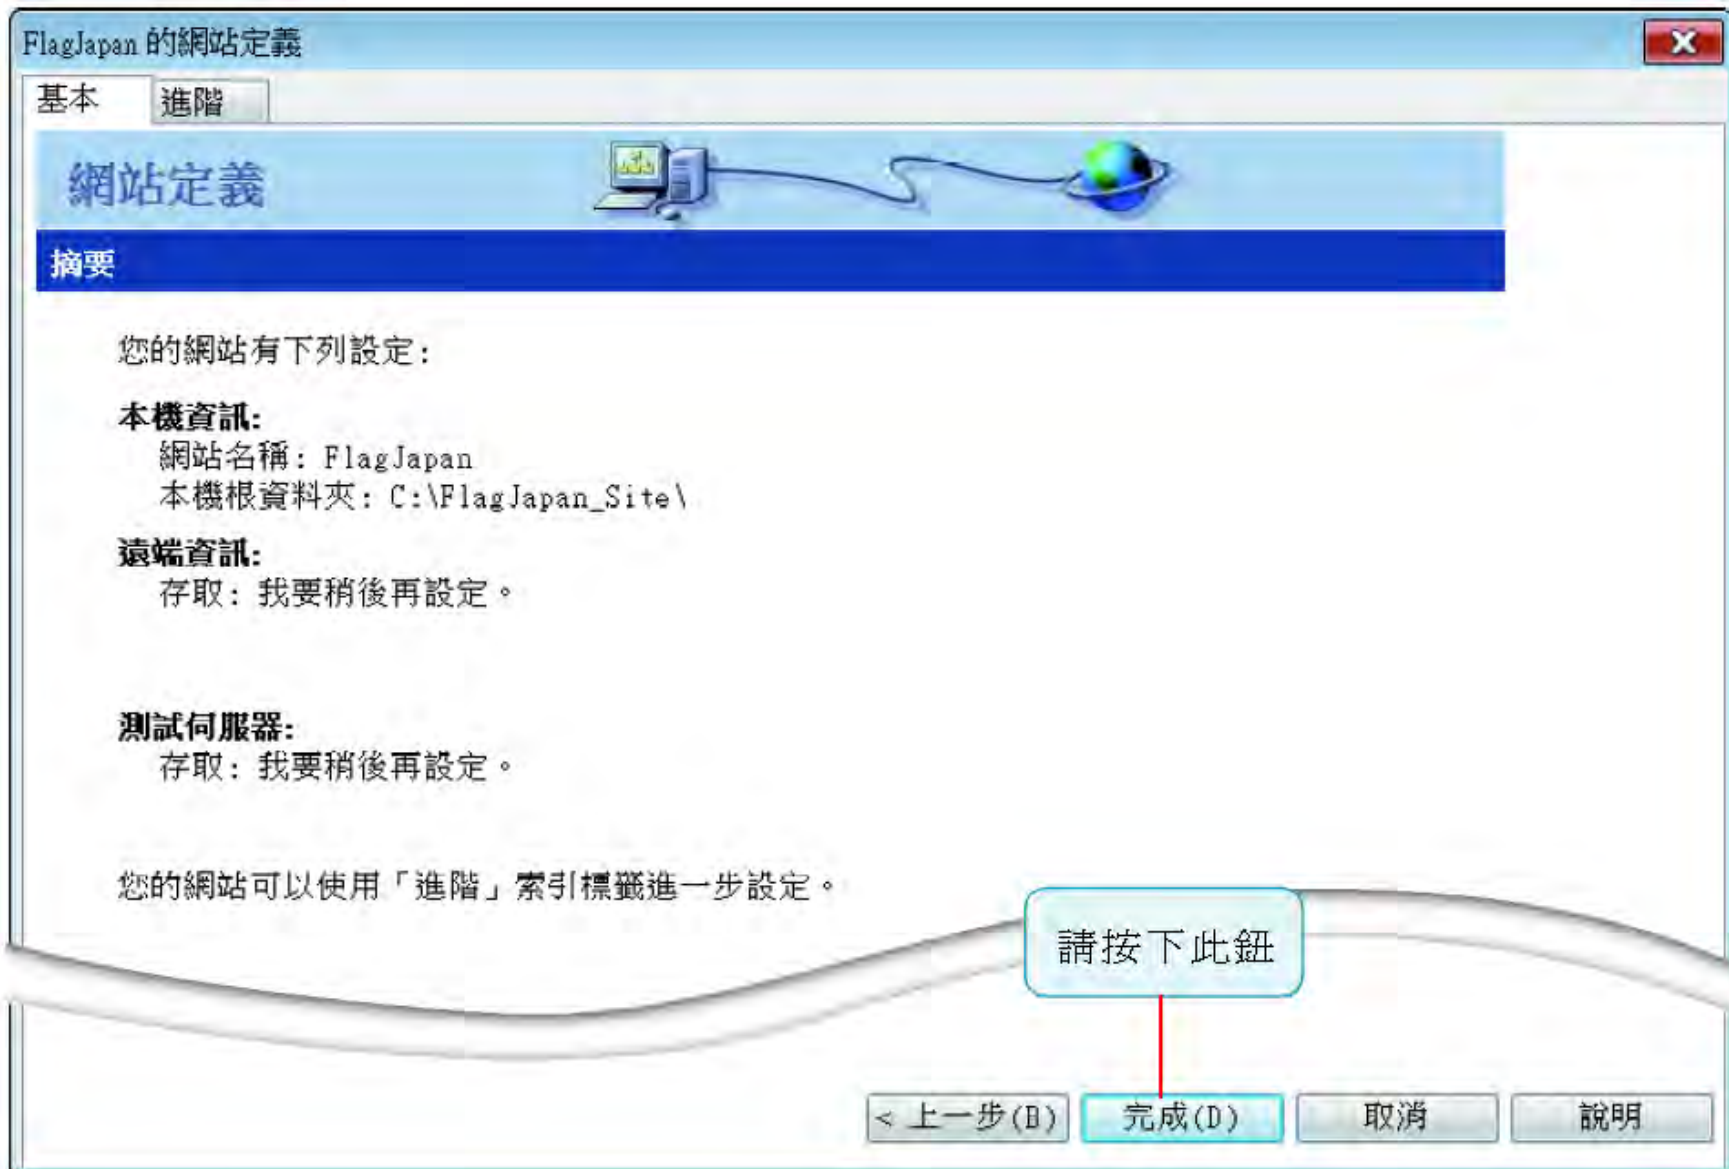 FlagJapan 的網站定義
基本
進階
網站定義
摘要
您的網站有下列設定:
本機資訊:
網站名稱: FlagJapan
本機根資料夾: C:\FlagJapan_Site\
遠端資訊:
存取: 我要稍後再設定。
測試伺服器:
存取: 我要稍後再設定。
您的網站可以使用「進階」索引標籤進一步設定。
請按下此鈕
< 上一步(B)
完成(D)
取消
說明